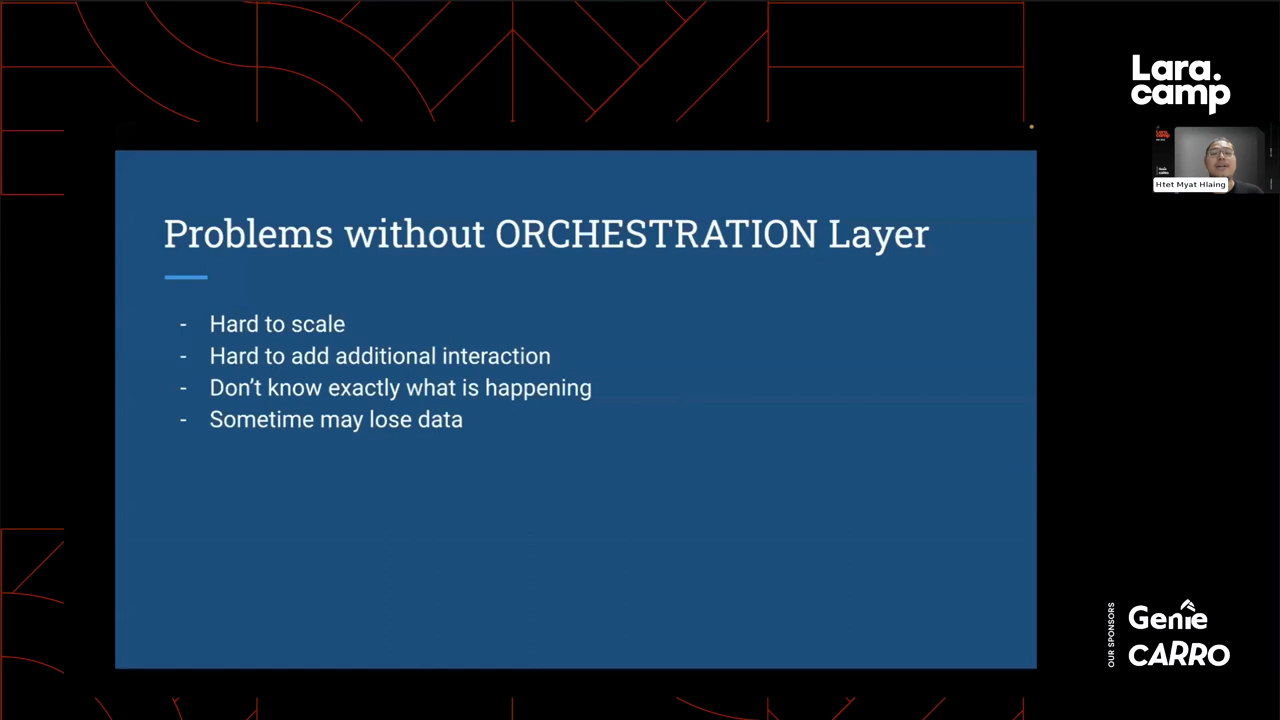 Lara.
camp
Htet Myat Hlaing
Problems without ORCHESTRATION Layer
- Hard to scale
- Hard to add additional interaction
- Don’t know exactly what is happening
- Sometime may lose data
OUR SPONSORS
Genie
CARRO